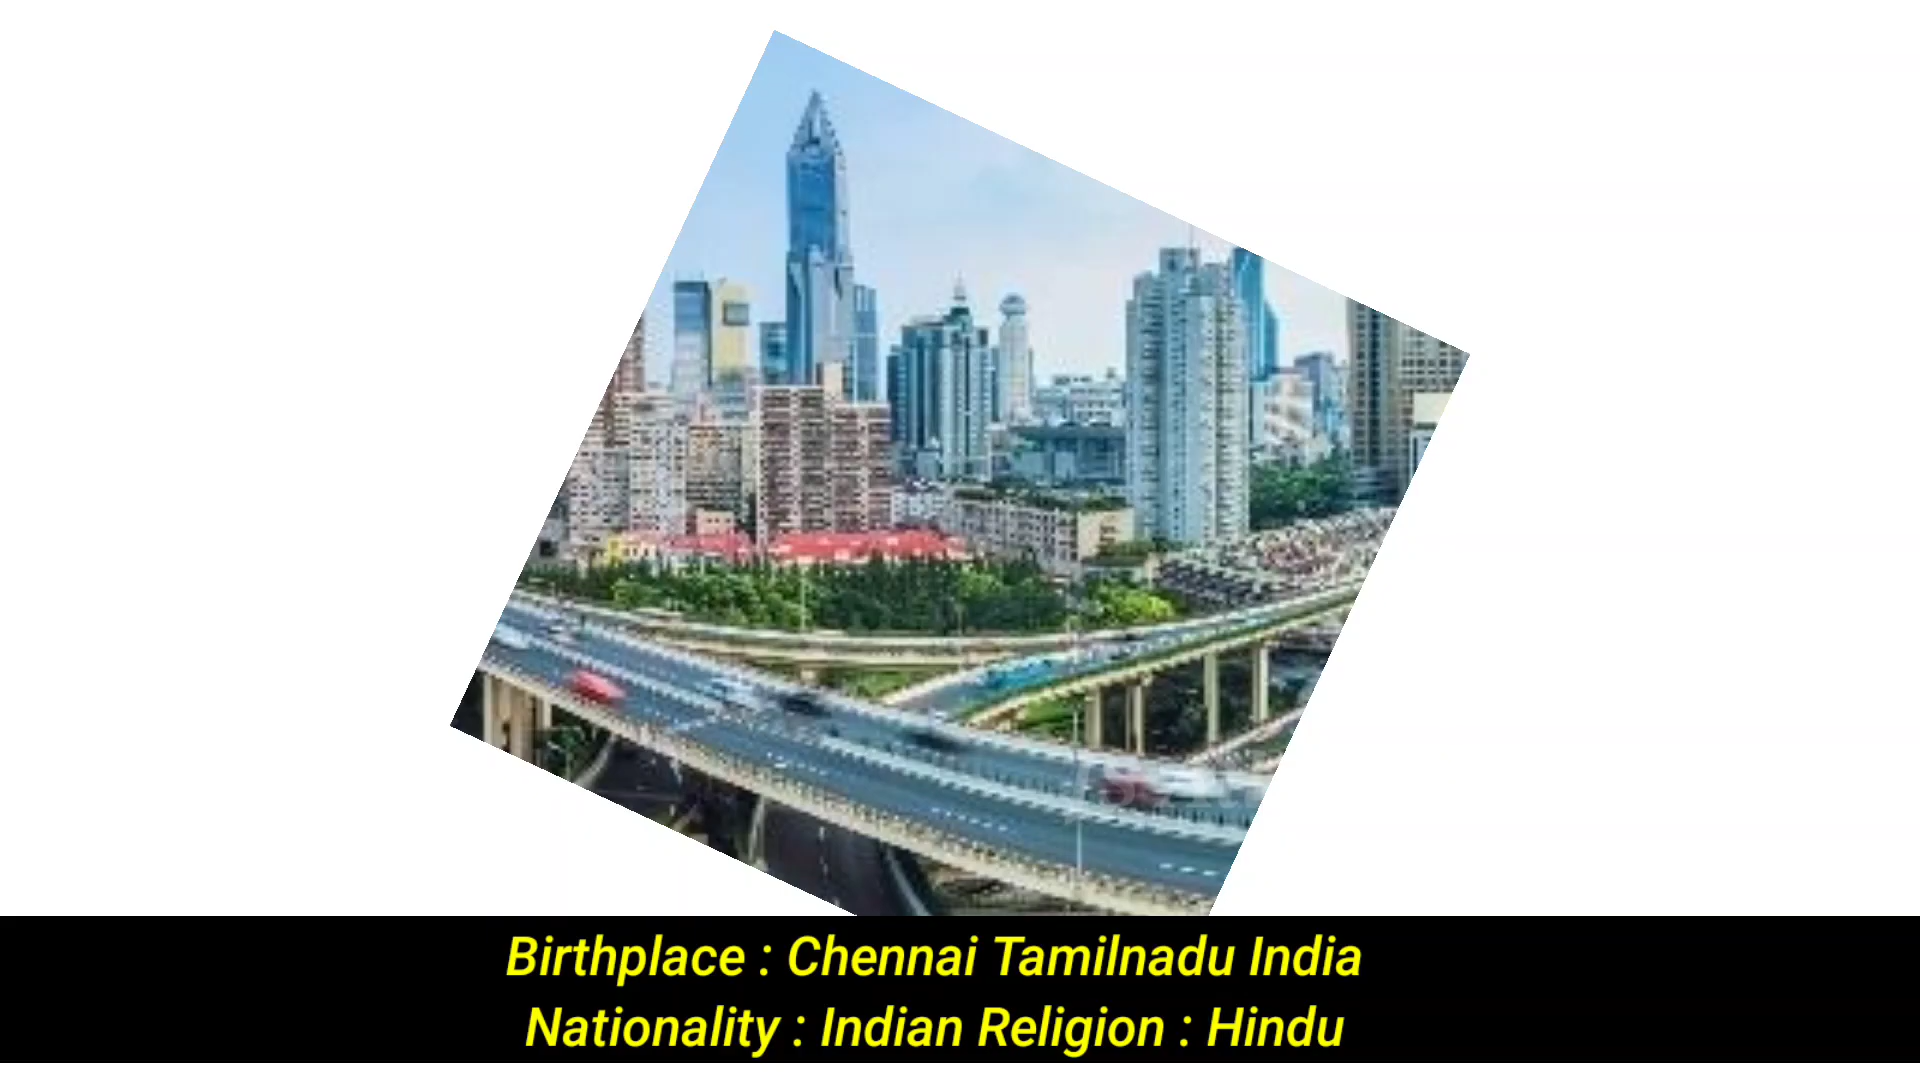 Birthplace : Chennai Tamilnadu India
Nationality : Indian Religion : Hindu